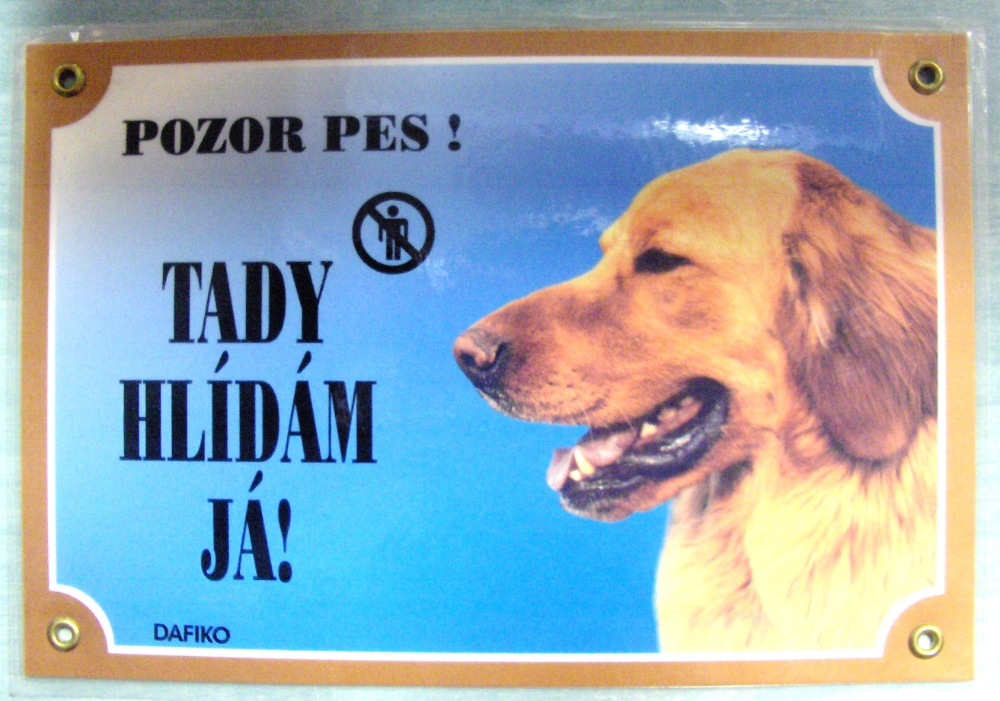 POZOR PES !
TADY
HLÍDÁM
JÁ!
DAFIKO